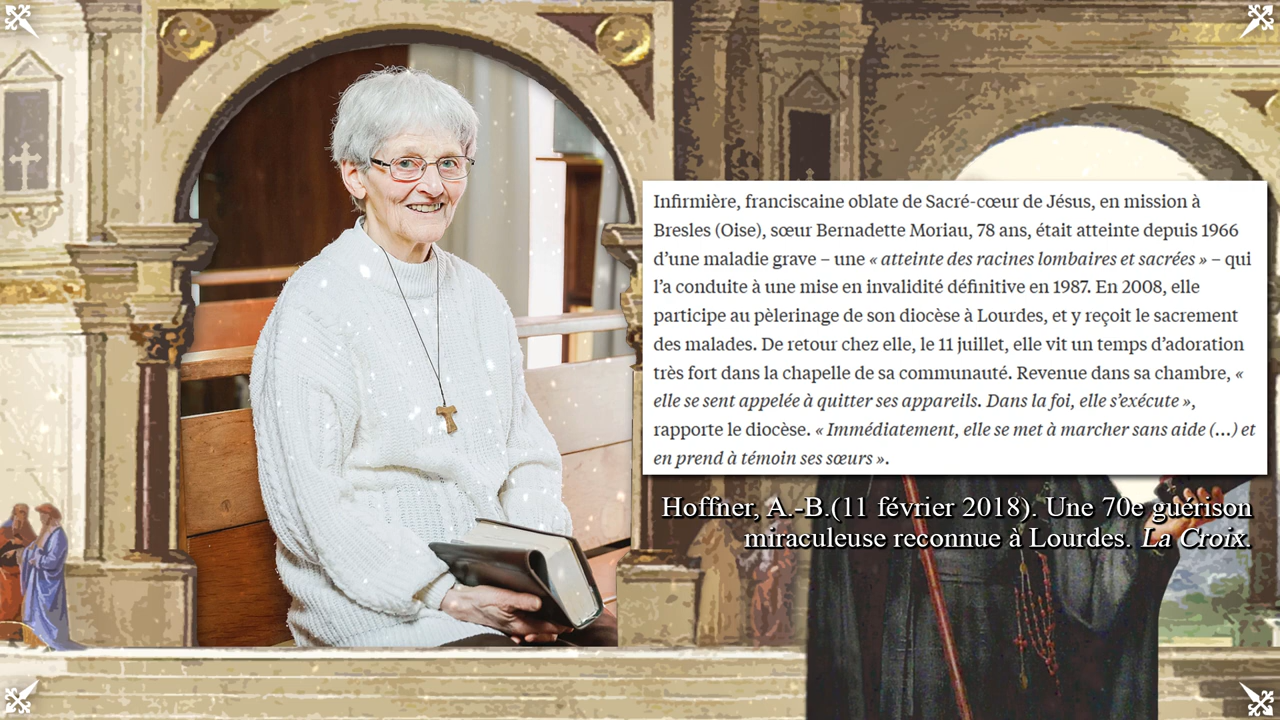 Infirmière, franciscaine oblate de Sacré-cœur de Jésus, en mission à
Bresles (Oise), sœur Bernadette Moriau, 78 ans, était atteinte depuis 1966
d’une maladie grave – une « atteinte des racines lombaires et sacrées » – qui
l’a conduite à une mise en invalidité définitive en 1987. En 2008, elle
participe au pèlerinage de son diocèse à Lourdes, et y reçoit le sacrement
des malades. De retour chez elle, le 11 juillet, elle vit un temps d’adoration
très fort dans la chapelle de sa communauté. Revenue dans sa chambre, «
elle se sent appelée à quitter ses appareils. Dans la foi, elle s’exécute »,
rapporte le diocèse. « Immédiatement, elle se met à marcher sans aide (…) et
en prend à témoin ses sœurs ».
Hoffner, A.-B.(11 février 2018). Une 70e guérison
miraculeuse reconnue à Lourdes. La Croix.